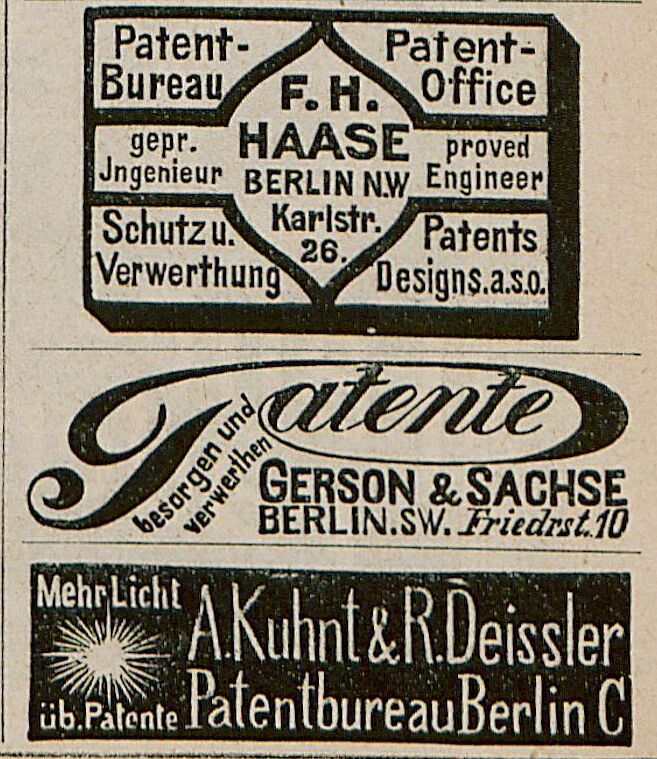 Patent-
Bureau
Patent-
Office
F. H.
HAASE
BERLIN N.W
Karlstr.
26.
gepr.
Jngenieur
proved
Engineer
Schutz u.
Verwerthung
Patents
Designs.a.s.o.
Patente
besorgen und
verwerthen
GERSON & SACHSE
BERLIN.SW. Friedrst.10
Mehr Licht
üb. Patente
A. Kuhnt & R. Deissler
Patentbureau Berlin C